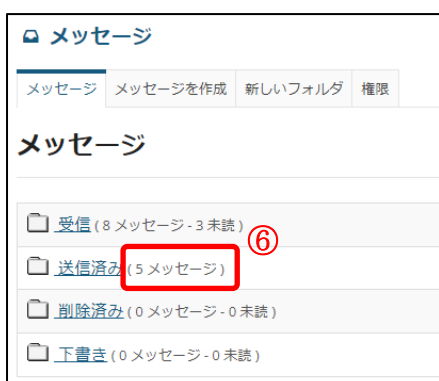 メッセージ
メッセージ メッセージを作成 新しいフォルダ 権限
メッセージ
受信 ( 8 メッセージ - 3 未読 )
⑥
送信済み ( 5 メッセージ )
削除済み ( 0 メッセージ - 0 未読 )
下書き ( 0 メッセージ - 0 未読 )